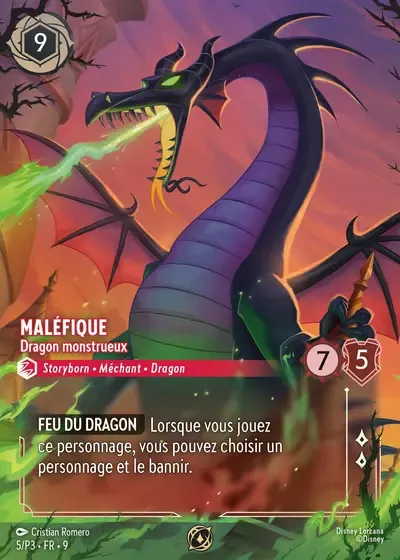 9
MALÉFIQUE
Dragon monstrueux
Storyborn • Méchant • Dragon
7 5
FEU DU DRAGON Lorsque vous jouez
ce personnage, vous pouvez choisir un
personnage et le bannir.
Cristian Romero
5/P3 • FR • 9
Disney Lorcana
©Disney